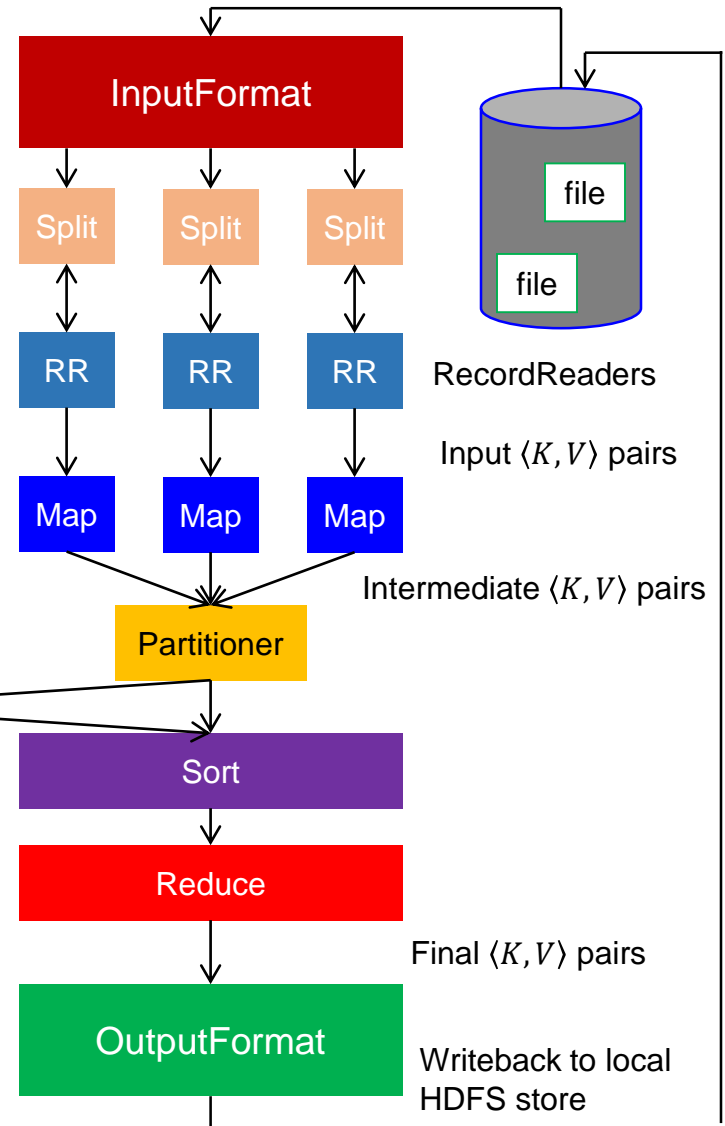 InputFormat
file
file
Split Split Split
RR RR RR
RecordReaders
Input ⟨K, V⟩ pairs
Map Map Map
Intermediate ⟨K, V⟩ pairs
Partitioner
Sort
Reduce
Final ⟨K, V⟩ pairs
OutputFormat
Writeback to local
HDFS store